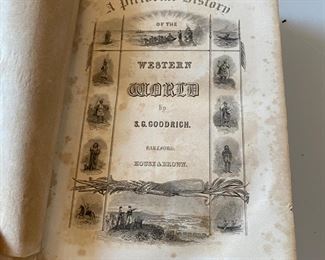 A Pictorial History
OF THE
WESTERN
WORLD
by
S. G. GOODRICH.
HARTFORD.
HOUSE & BROWN.